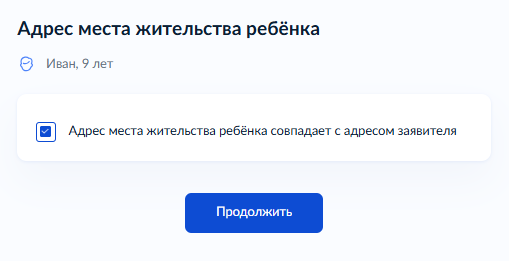 Адрес места жительства ребёнка
Иван, 9 лет
Адрес места жительства ребёнка совпадает с адресом заявителя
Продолжить